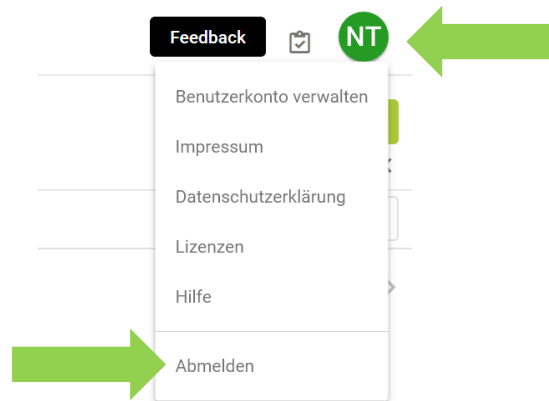 Feedback
NT
Benutzerkonto verwalten
Impressum
Datenschutzerklärung
Lizenzen
Hilfe
Abmelden